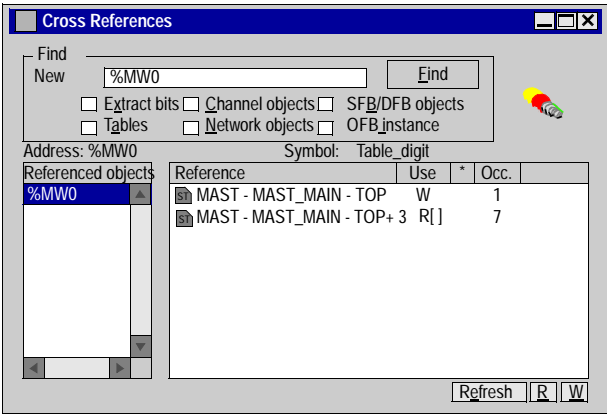 Cross References
Find
New %MW0 Find
Extract bits Channel objects SFB/DFB objects
Tables Network objects OFB instance
Address: %MW0 Symbol: Table_digit
Referenced objects Reference Use * Occ.
%MW0 ST MAST - MAST_MAIN - TOP W 1
ST MAST - MAST_MAIN - TOP+ 3 R[ ] 7
Refresh R W